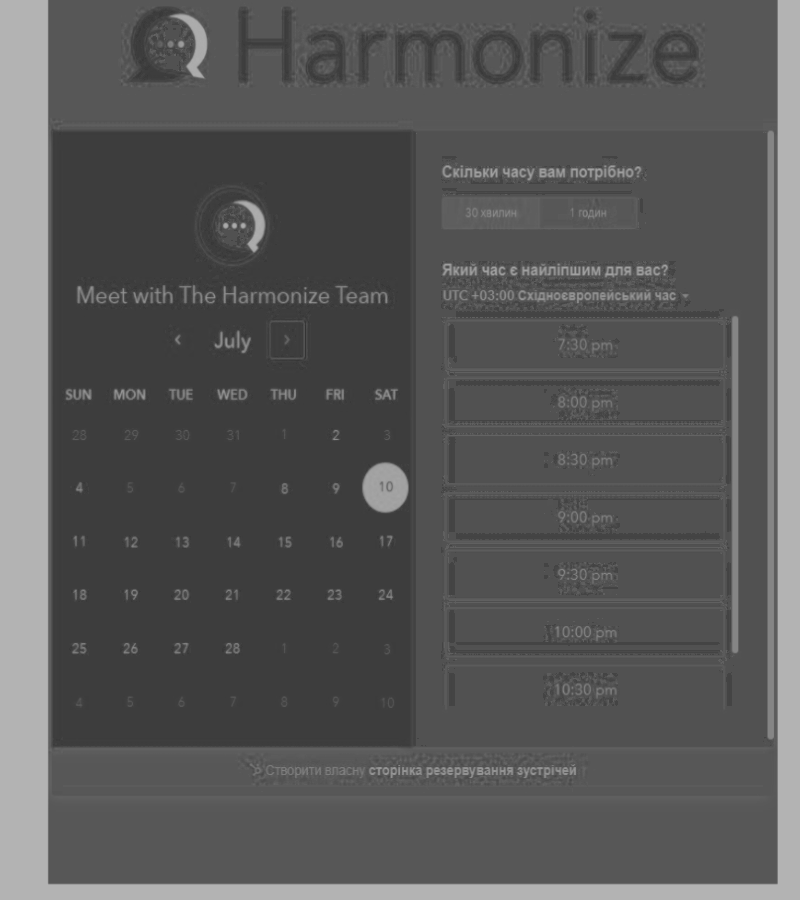 Harmonize
Meet with The Harmonize Team
‹ July ›
SUN MON TUE WED THU FRI SAT
28 29 30 31 1 2 3
4 5 6 7 8 9 10
11 12 13 14 15 16 17
18 19 20 21 22 23 24
25 26 27 28 1 2 3
4 5 6 7 8 9 10
Скільки часу вам потрібно?
30 хвилин 1 годин
Який час є найліпшим для вас?
UTC +03:00 Східноєвропейський час
7:30 pm
8:00 pm
8:30 pm
9:00 pm
9:30 pm
10:00 pm
10:30 pm
Створити власну сторінка резервування зустрічей